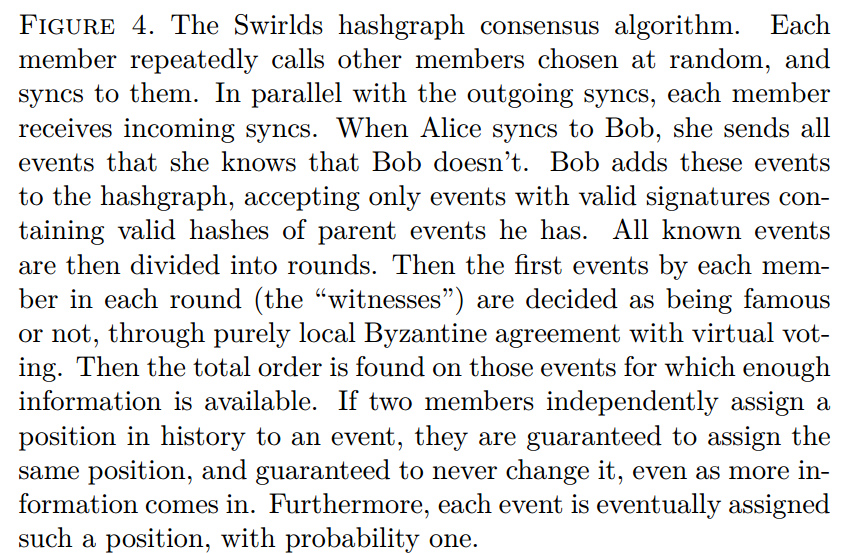 FIGURE 4. The Swirlds hashgraph consensus algorithm. Each
member repeatedly calls other members chosen at random, and
syncs to them. In parallel with the outgoing syncs, each member
receives incoming syncs. When Alice syncs to Bob, she sends all
events that she knows that Bob doesn't. Bob adds these events
to the hashgraph, accepting only events with valid signatures con-
taining valid hashes of parent events he has. All known events
are then divided into rounds. Then the first events by each mem-
ber in each round (the “witnesses”) are decided as being famous
or not, through purely local Byzantine agreement with virtual vot-
ing. Then the total order is found on those events for which enough
information is available. If two members independently assign a
position in history to an event, they are guaranteed to assign the
same position, and guaranteed to never change it, even as more in-
formation comes in. Furthermore, each event is eventually assigned
such a position, with probability one.